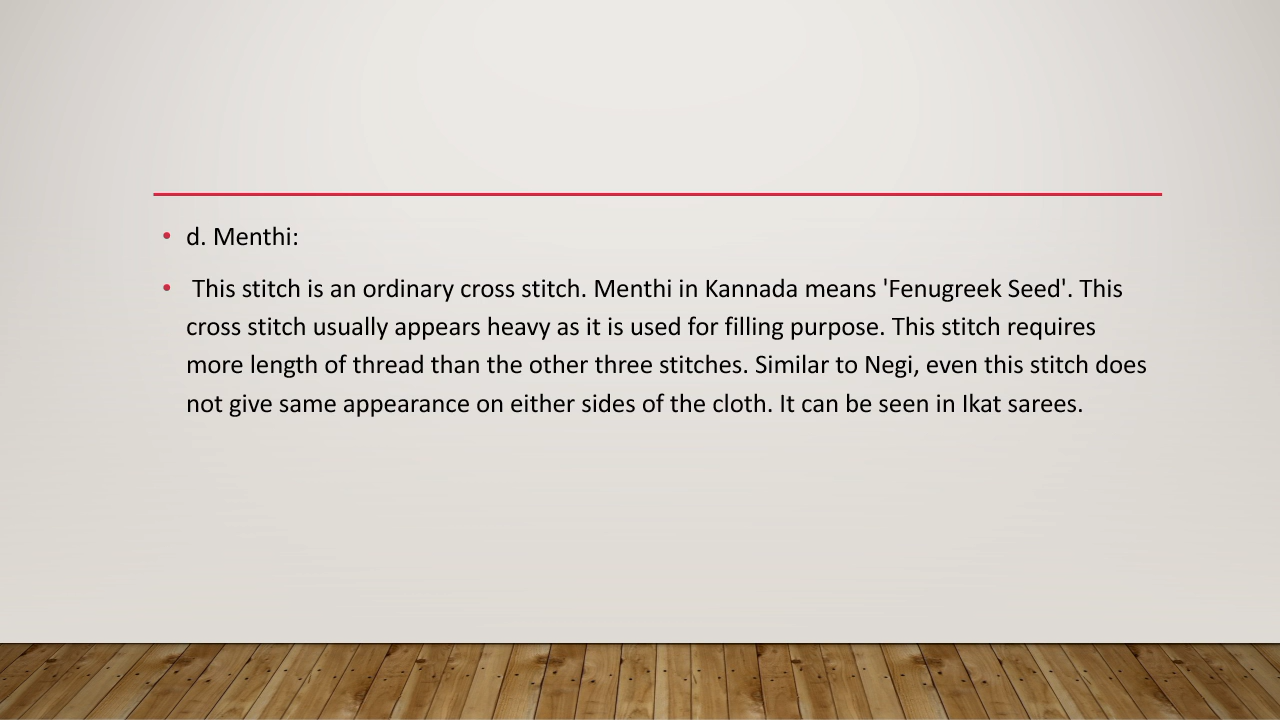 • d. Menthi:
• This stitch is an ordinary cross stitch. Menthi in Kannada means 'Fenugreek Seed'. This
cross stitch usually appears heavy as it is used for filling purpose. This stitch requires
more length of thread than the other three stitches. Similar to Negi, even this stitch does
not give same appearance on either sides of the cloth. It can be seen in Ikat sarees.